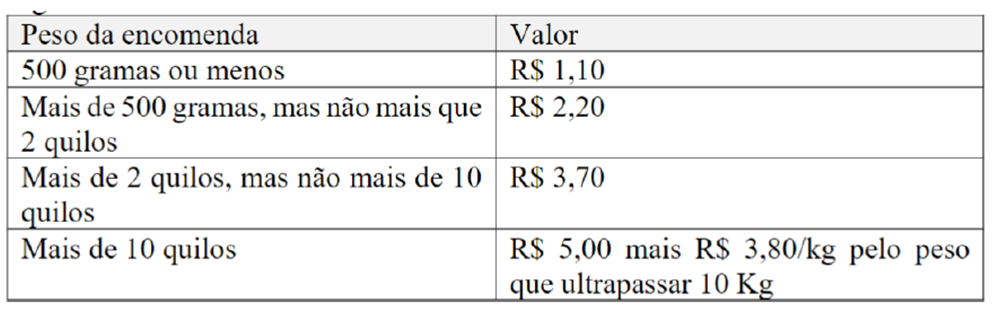 Peso da encomenda Valor
500 gramas ou menos R$ 1,10
Mais de 500 gramas, mas não mais que R$ 2,20
2 quilos
Mais de 2 quilos, mas não mais de 10 R$ 3,70
quilos
Mais de 10 quilos R$ 5,00 mais R$ 3,80/kg pelo peso
que ultrapassar 10 Kg